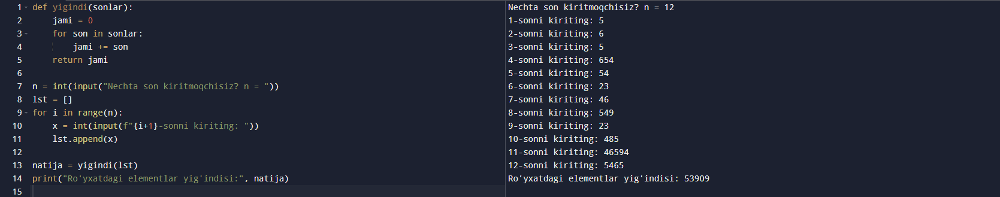 1 def yigindi(sonlar):
2     jami = 0
3     for son in sonlar:
4         jami += son
5     return jami
6
7 n = int(input("Nechta son kiritmoqchisiz? n = "))
8 lst = []
9 for i in range(n):
10     x = int(input(f"{i+1}-sonni kiriting: "))
11     lst.append(x)
12
13 natija = yigindi(lst)
14 print("Ro'yxatdagi elementlar yig'indisi:", natija)
15
Nechta son kiritmoqchisiz? n = 12
1-sonni kiriting: 5
2-sonni kiriting: 6
3-sonni kiriting: 5
4-sonni kiriting: 654
5-sonni kiriting: 54
6-sonni kiriting: 23
7-sonni kiriting: 46
8-sonni kiriting: 549
9-sonni kiriting: 23
10-sonni kiriting: 485
11-sonni kiriting: 46594
12-sonni kiriting: 5465
Ro'yxatdagi elementlar yig'indisi: 53909